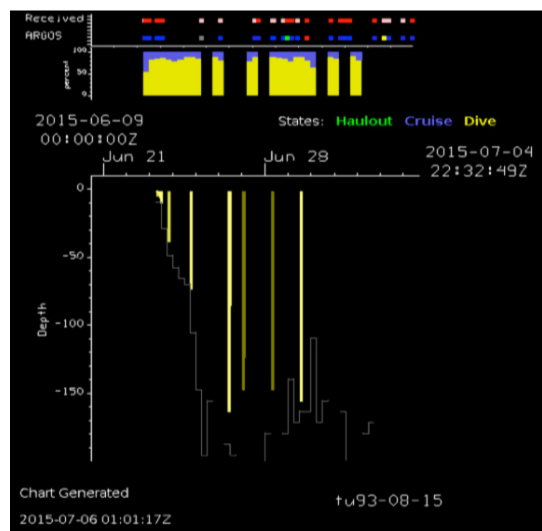 Received
ARGOS
100
50
0
percent
2015-06-09
00:00:00Z
States: Haulout Cruise Dive
Jun 21 Jun 28
2015-07-04
22:32:49Z
0
-50
-100
-150
Depth
Chart Generated
2015-07-06 01:01:17Z
tu93-08-15